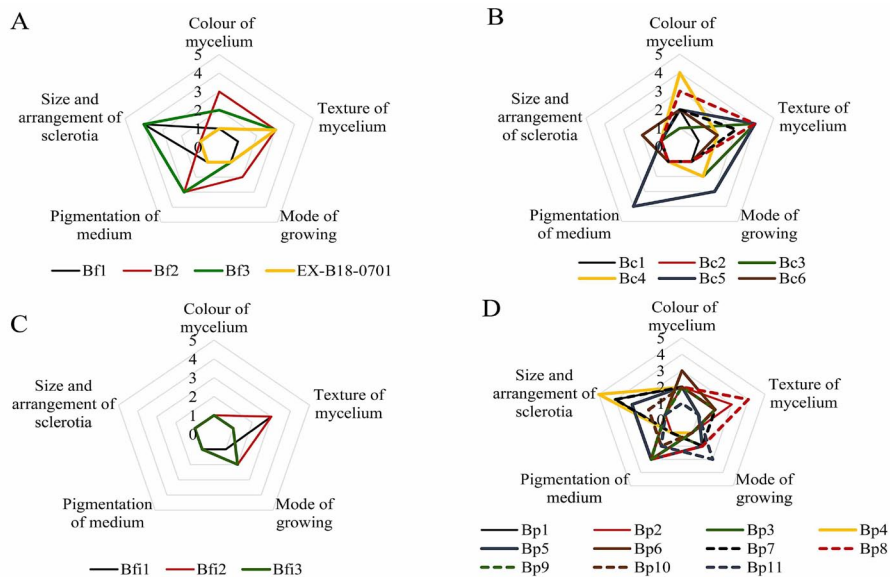 A
Colour of
mycelium
5
4
3
2
1
0
Texture of
mycelium
Mode of
growing
Pigmentation of
medium
Size and
arrangement of
sclerotia
Bf1 Bf2 Bf3 EX-B18-0701
B
Colour of
mycelium
5
4
3
2
1
0
Texture of
mycelium
Mode of
growing
Pigmentation of
medium
Size and
arrangement of
sclerotia
Bc1 Bc2 Bc3
Bc4 Bc5 Bc6
C
Colour of
mycelium
5
4
3
2
1
0
Texture of
mycelium
Mode of
growing
Pigmentation of
medium
Size and
arrangement of
sclerotia
Bfi1 Bfi2 Bfi3
D
Colour of
mycelium
5
4
3
2
1
0
Texture of
mycelium
Mode of
growing
Pigmentation of
medium
Size and
arrangement of
sclerotia
Bp1 Bp2 Bp3 Bp4
Bp5 Bp6 Bp7 Bp8
Bp9 Bp10 Bp11